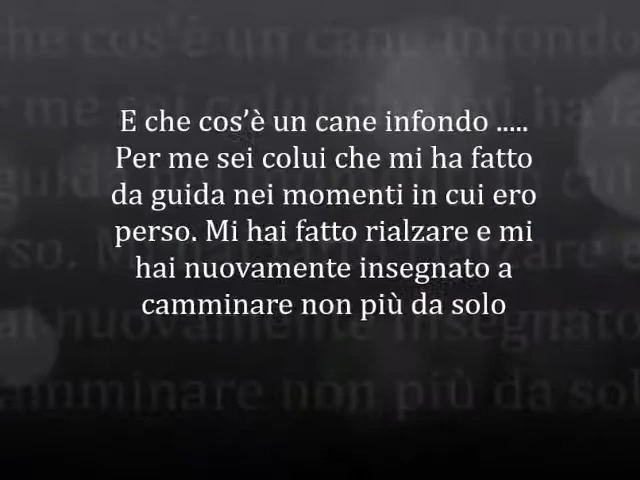 E che cos’è un cane infondo .....
Per me sei colui che mi ha fatto
da guida nei momenti in cui ero
perso. Mi hai fatto rialzare e mi
hai nuovamente insegnato a
camminare non più da solo